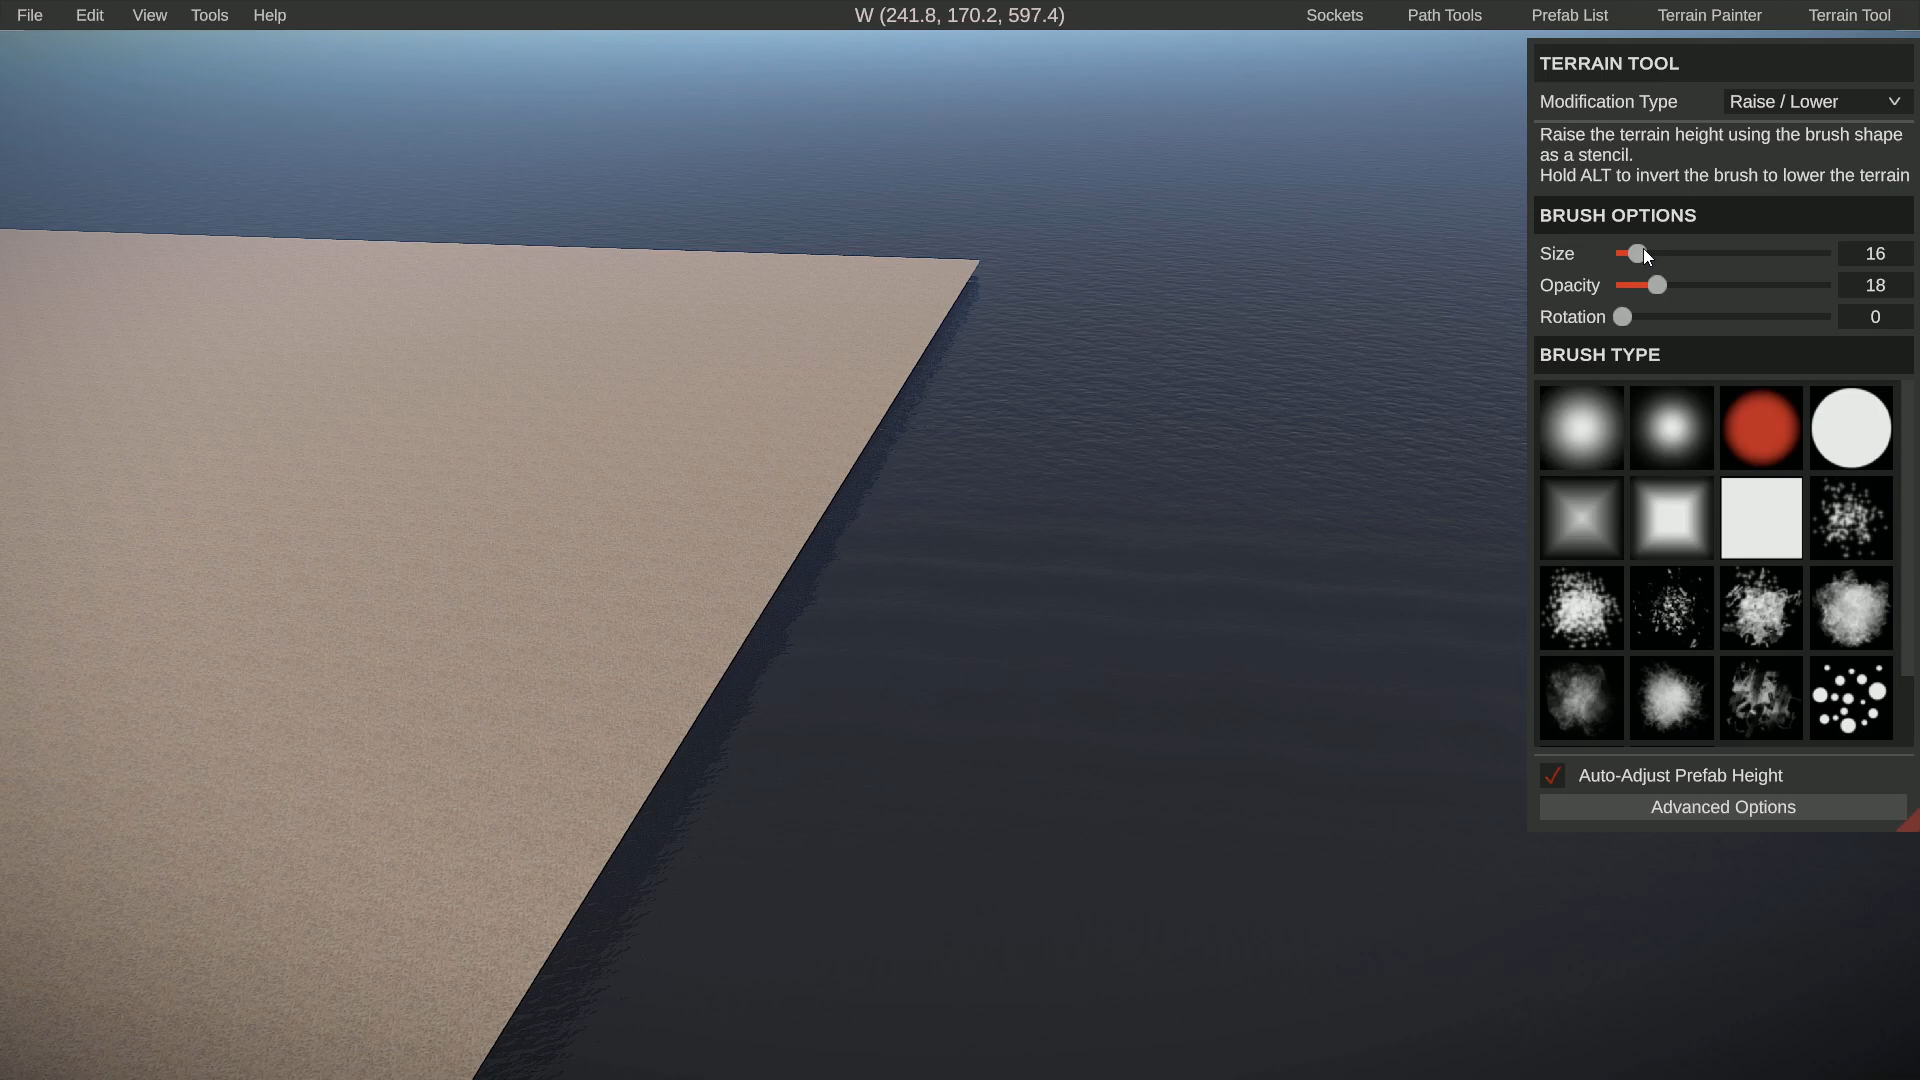 File Edit View Tools Help W (241.8, 170.2, 597.4) Sockets Path Tools Prefab List Terrain Painter Terrain Tool
TERRAIN TOOL
Modification Type Raise / Lower
Raise the terrain height using the brush shape
as a stencil.
Hold ALT to invert the brush to lower the terrain
BRUSH OPTIONS
Size 16
Opacity 18
Rotation 0
BRUSH TYPE
Auto-Adjust Prefab Height
Advanced Options